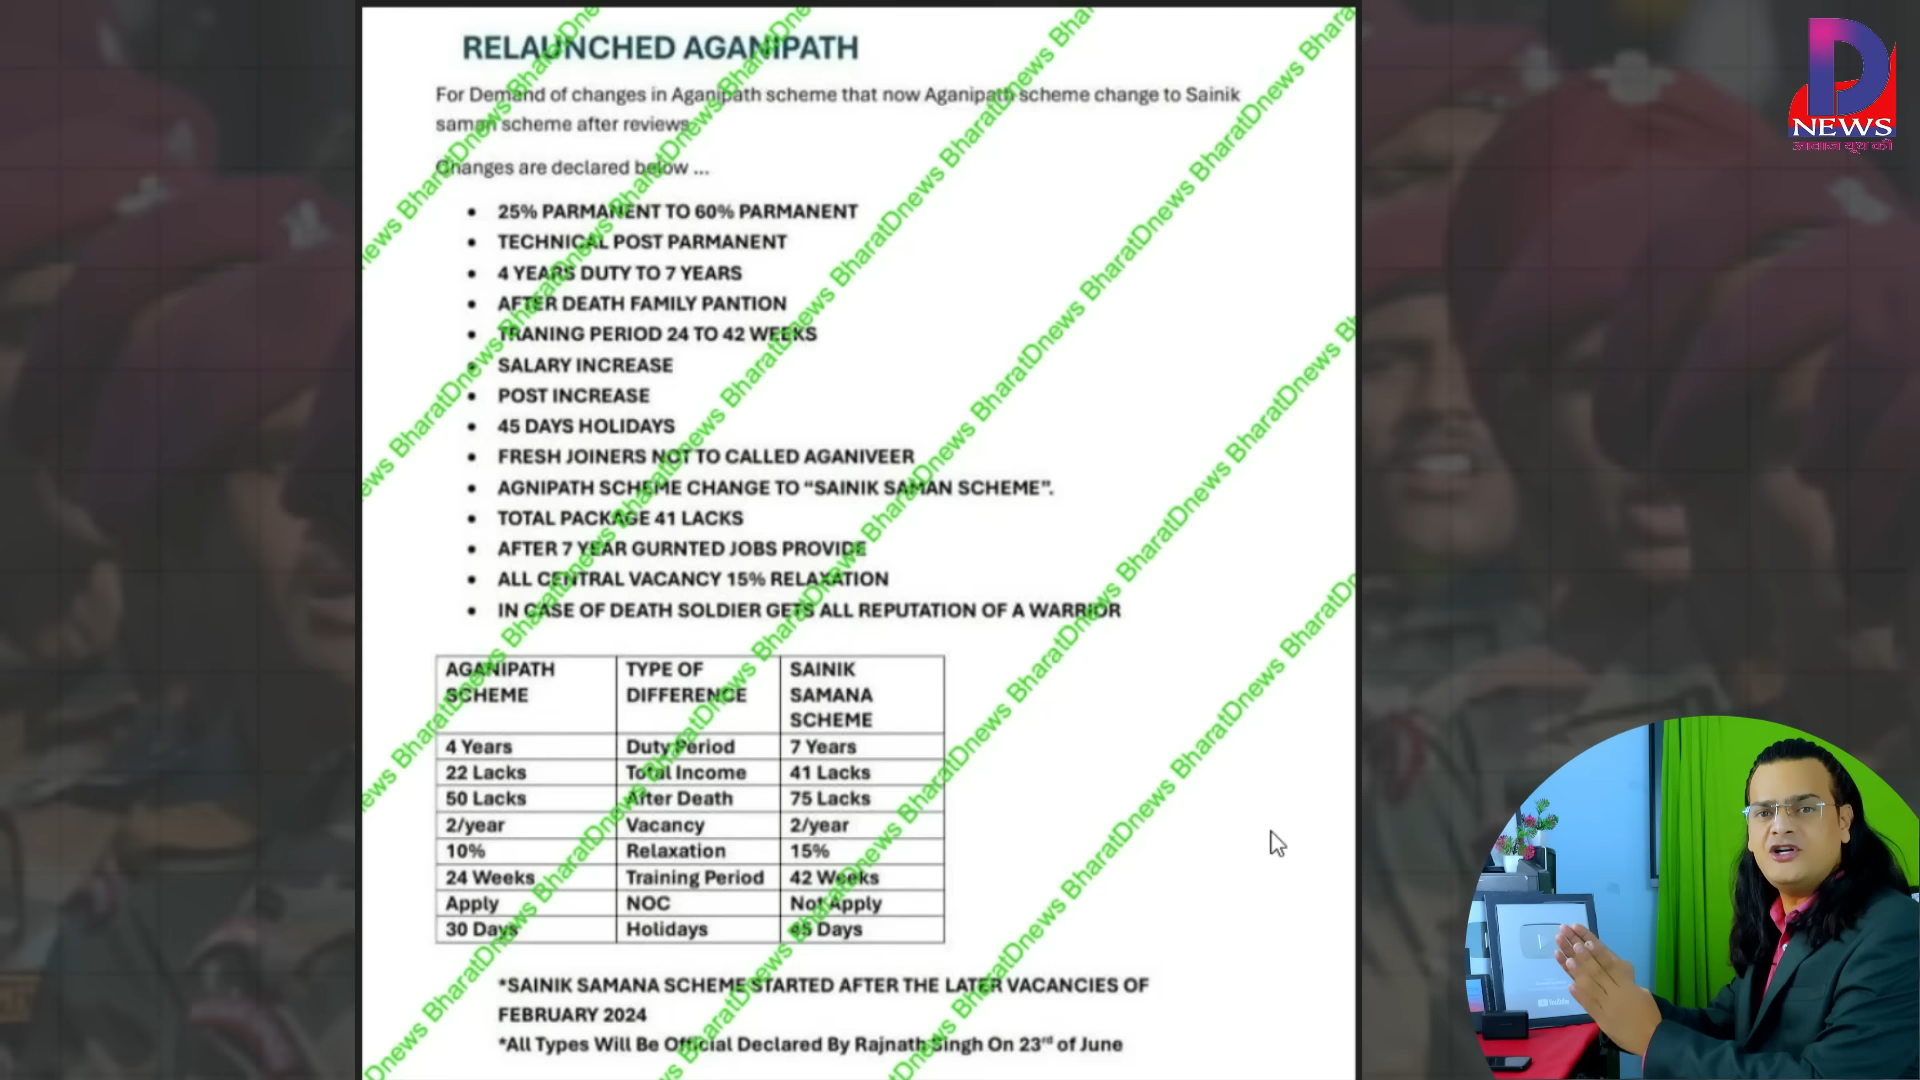 RELAUNCHED AGANIPATH
For Demand of changes in Aganipath scheme that now Aganipath scheme change to Sainik
saman scheme after reviews
Changes are declared below ...
• 25% PARMANENT TO 60% PARMANENT
• TECHNICAL POST PARMANENT
• 4 YEARS DUTY TO 7 YEARS
• AFTER DEATH FAMILY PANTION
• TRANING PERIOD 24 TO 42 WEEKS
• SALARY INCREASE
• POST INCREASE
• 45 DAYS HOLIDAYS
• FRESH JOINERS NOT TO CALLED AGANIVEER
• AGNIPATH SCHEME CHANGE TO “SAINIK SAMAN SCHEME”.
• TOTAL PACKAGE 41 LACKS
• AFTER 7 YEAR GURNTED JOBS PROVIDE
• ALL CENTRAL VACANCY 15% RELAXATION
• IN CASE OF DEATH SOLDIER GETS ALL REPUTATION OF A WARRIOR
AGANIPATH SCHEME TYPE OF DIFFERENCE SAINIK SAMANA SCHEME
4 Years Duty Period 7 Years
22 Lacks Total Income 41 Lacks
50 Lacks After Death 75 Lacks
2/year Vacancy 2/year
10% Relaxation 15%
24 Weeks Training Period 42 Weeks
Apply NOC Not Apply
30 Days Holidays 45 Days
*SAINIK SAMANA SCHEME STARTED AFTER THE LATER VACANCIES OF
FEBRUARY 2024
*All Types Will Be Official Declared By Rajnath Singh On 23rd of June
BharatDnews BharatDnews BharatDnews BharatDnews
D
NEWS
आवाज यूथ की
YouTube